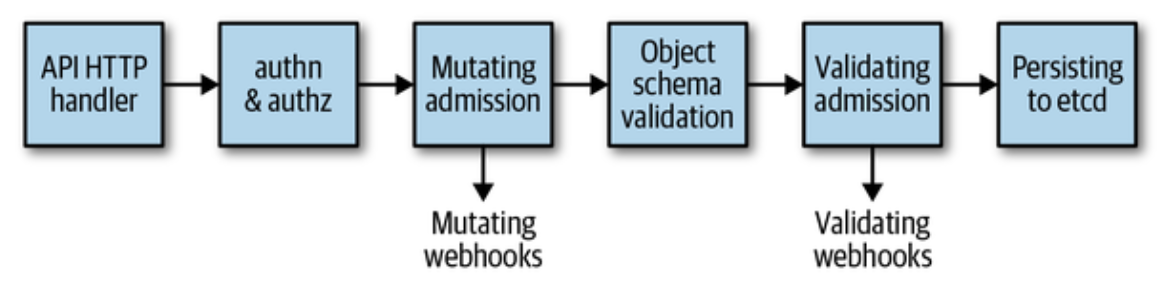 API HTTP
handler
authn
& authz
Mutating
admission
Object
schema
validation
Validating
admission
Persisting
to etcd
Mutating
webhooks
Validating
webhooks